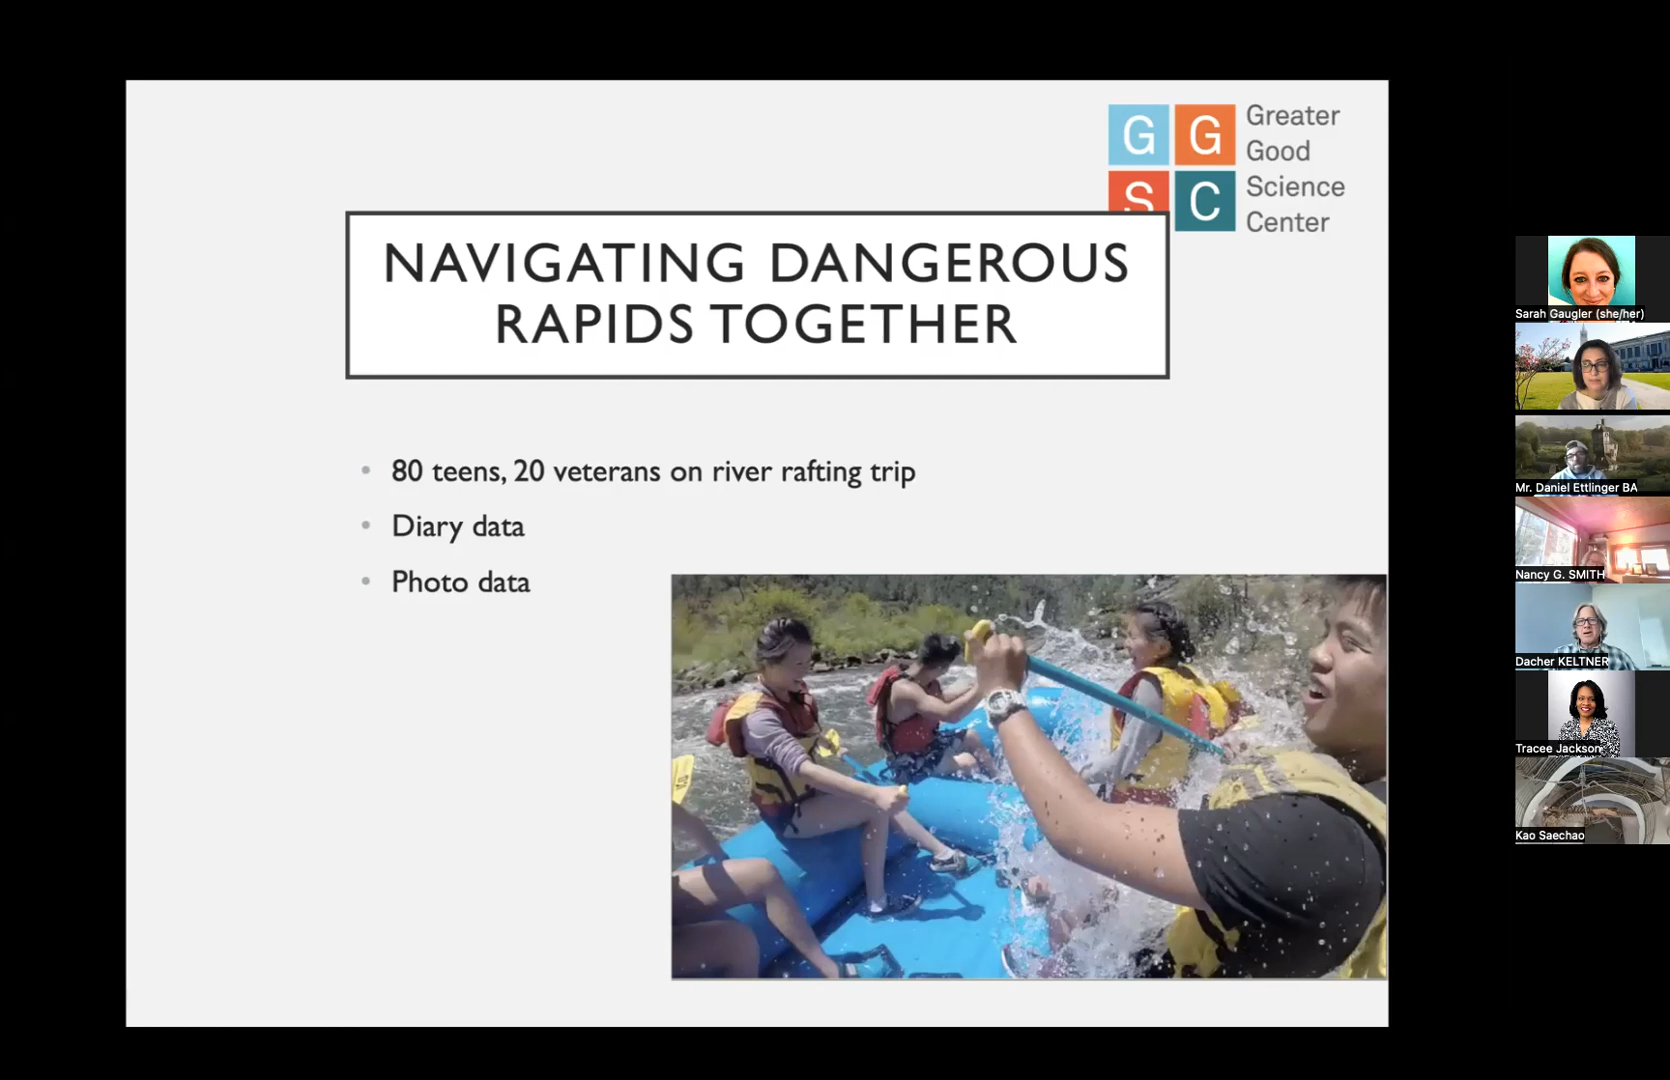 G G
S C
Greater
Good
Science
Center
NAVIGATING DANGEROUS
RAPIDS TOGETHER
• 80 teens, 20 veterans on river rafting trip
• Diary data
• Photo data
Sarah Gaugler (she/her)
Mr. Daniel Ettlinger BA
Nancy G. SMITH
Dacher KELTNER
Tracee Jackson
Kao Saechao